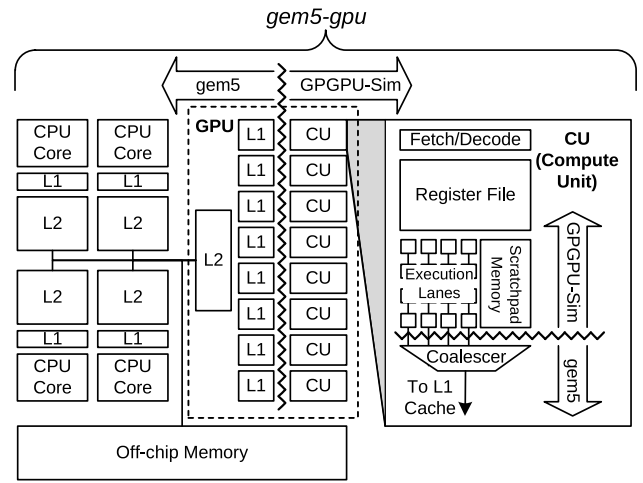 gem5-gpu
gem5
GPGPU-Sim
CPU
Core
CPU
Core
L1
L1
L2
L2
L2
L2
L1
L1
CPU
Core
CPU
Core
GPU
L2
L1
CU
L1
CU
L1
CU
L1
CU
L1
CU
L1
CU
L1
CU
L1
CU
Off-chip Memory
Fetch/Decode
CU
(Compute
Unit)
Register File
Execution
Lanes
Scratchpad
Memory
GPGPU-Sim
Coalescer
gem5
To L1
Cache